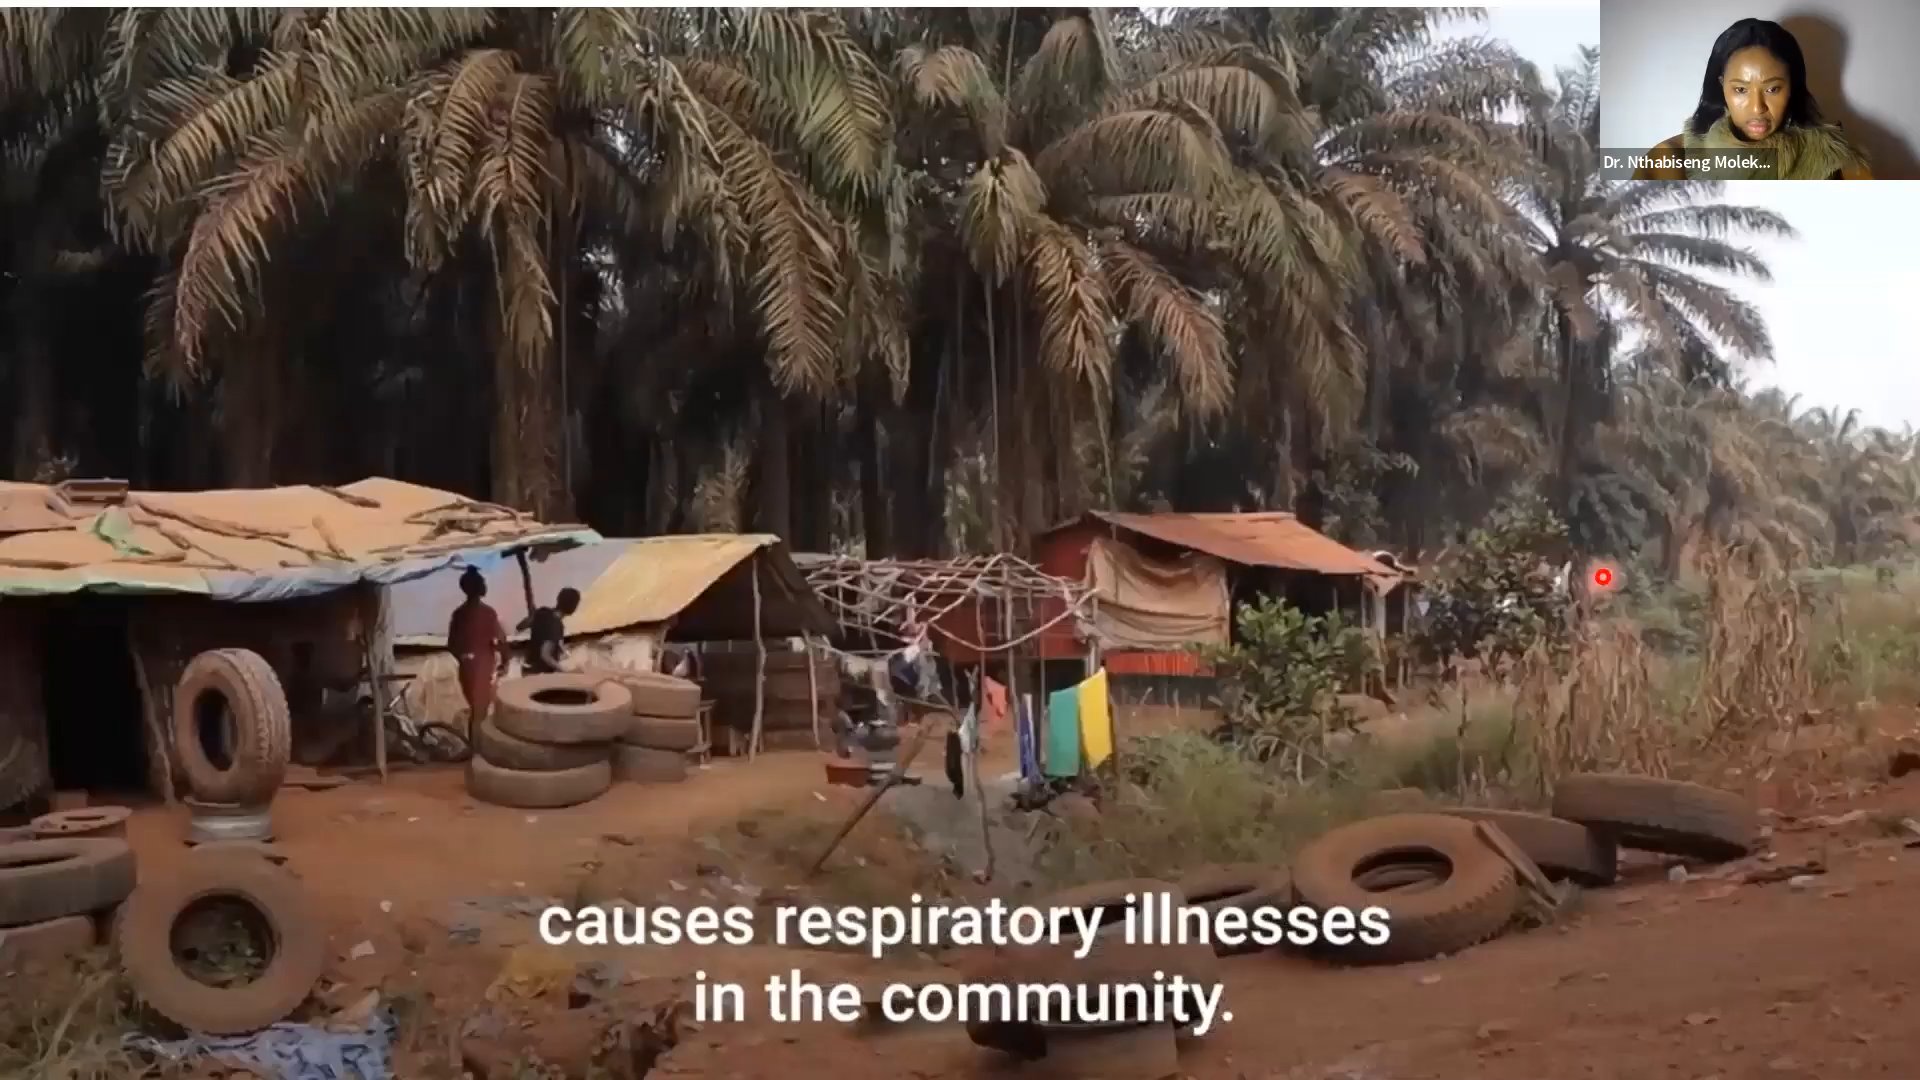 Dr. Nthabiseng Molek...
causes respiratory illnesses
in the community.